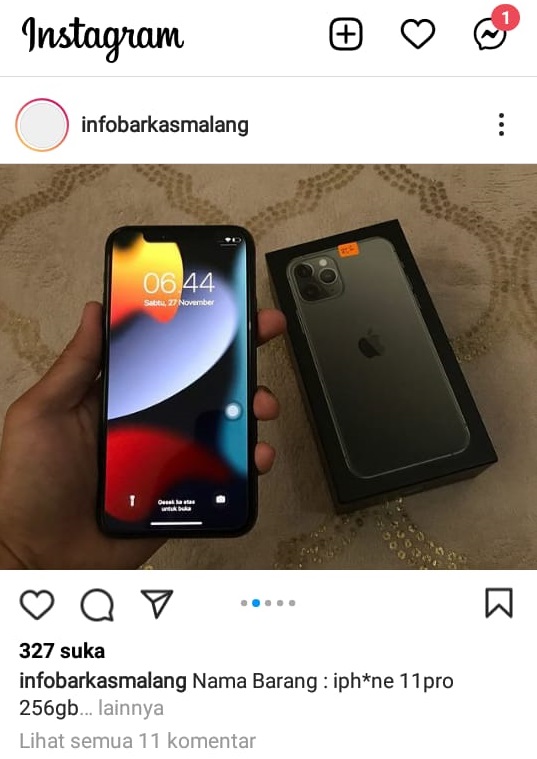 Instagram
1
infobarkasmalang
06.44
Sabtu, 27 November
Gesek ke atas
untuk buka
327 suka
infobarkasmalang Nama Barang : iph*ne 11pro
256gb... lainnya
Lihat semua 11 komentar